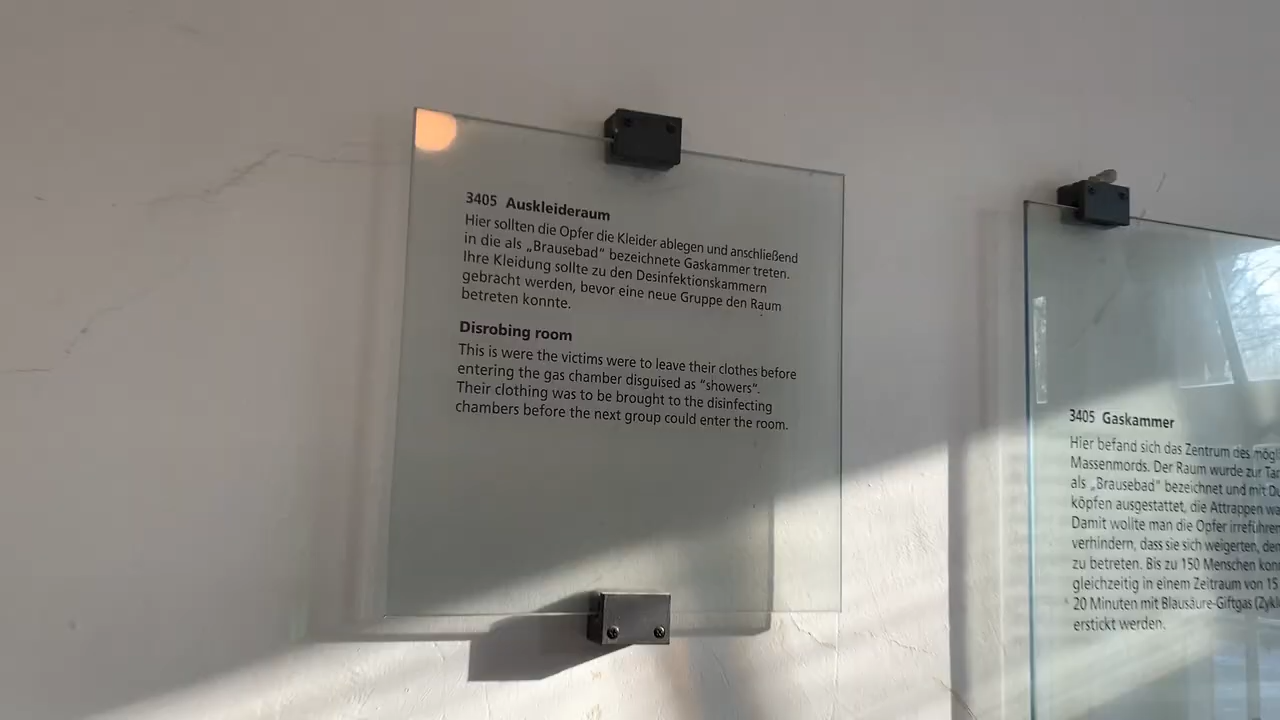 3405 Auskleideraum
Hier sollten die Opfer die Kleider ablegen und anschließend
in die als „Brausebad“ bezeichnete Gaskammer treten.
Ihre Kleidung sollte zu den Desinfektionskammern
gebracht werden, bevor eine neue Gruppe den Raum
betreten konnte.
Disrobing room
This is were the victims were to leave their clothes before
entering the gas chamber disguised as “showers”.
Their clothing was to be brought to the disinfecting
chambers before the next group could enter the room.
3405 Gaskammer
Hier befand sich das Zentrum des
Massenmords. Der Raum wurde zur
als „Brausebad“ bezeichnet und mit
köpfen ausgestattet, die Attrappen
Damit wollte man die Opfer
verhindern, dass sie sich weigerten,
zu betreten. Bis zu 150 Menschen
gleichzeitig in einem Zeitraum von 15
20 Minuten mit Blausäure-Giftgas
erstickt werden.